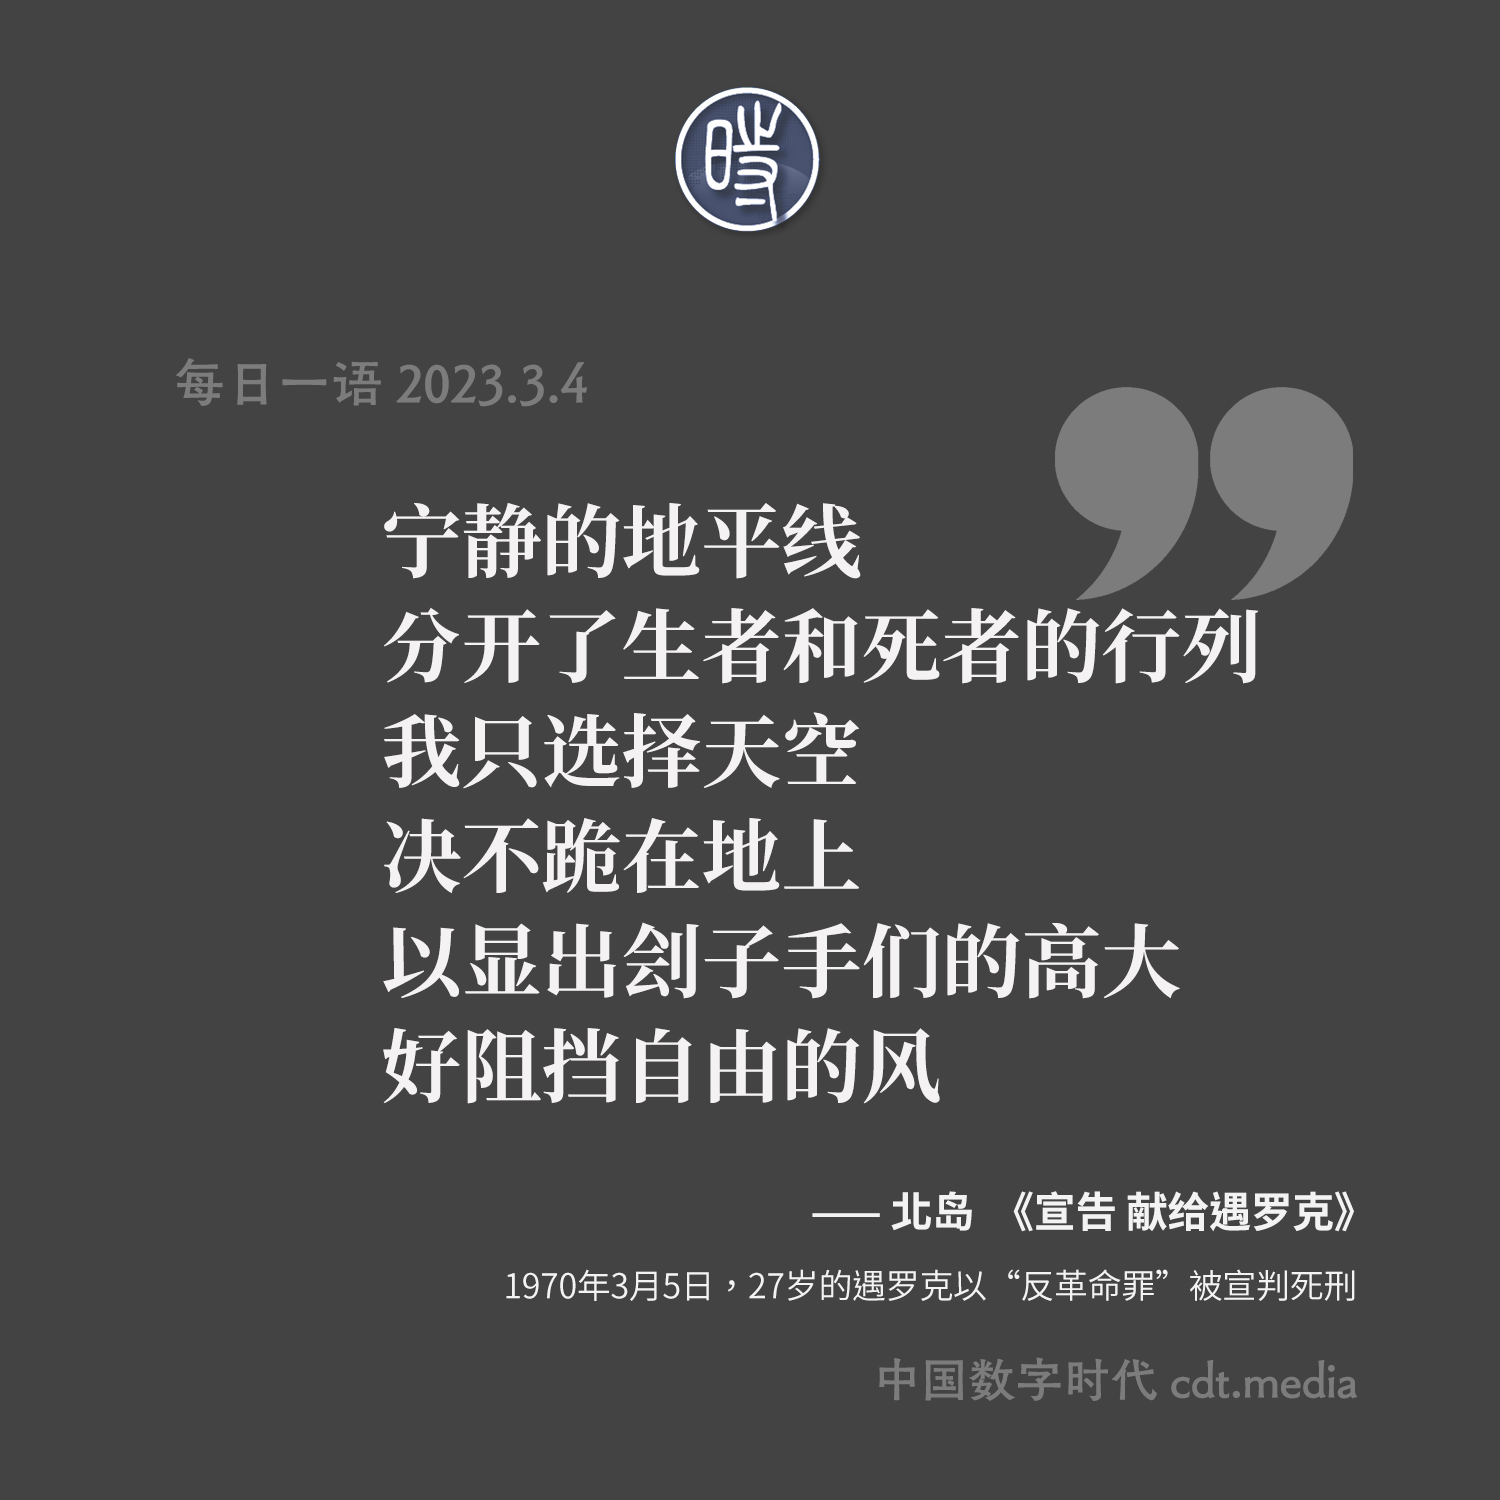 時
每日一语 2023.3.4
宁静的地平线
分开了生者和死者的行列
我只选择天空
决不跪在地上
以显出刽子手们的高大
好阻挡自由的风
—— 北岛 《宣告 献给遇罗克》
1970年3月5日，27岁的遇罗克以“反革命罪”被宣判死刑
中国数字时代 cdt.media